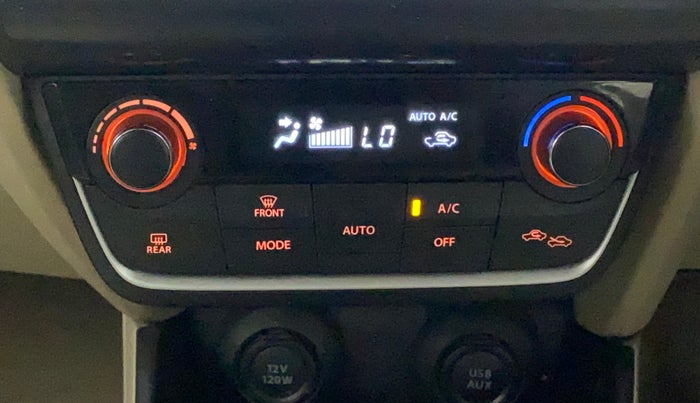 AUTO A/C
LO
FRONT
A/C
AUTO
REAR
MODE
OFF
12V
120W
USB
AUX